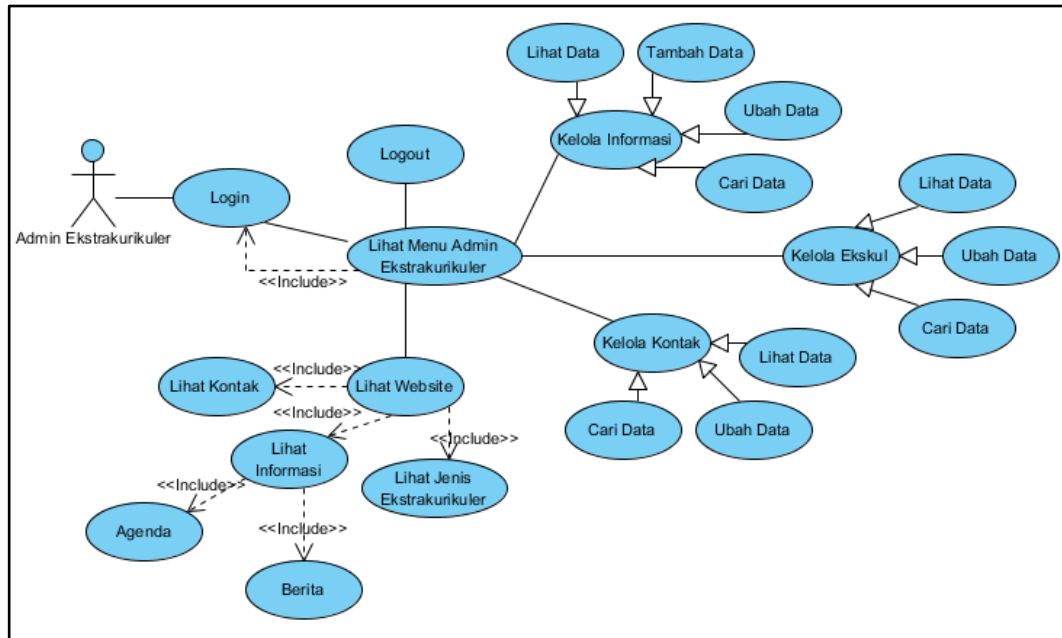 Lihat Data
Tambah Data
Ubah Data
Kelola Informasi
Logout
Cari Data
Lihat Data
Login
Admin Ekstrakurikuler
Lihat Menu Admin
Ekstrakurikuler
<<Include>>
Kelola Ekskul
Ubah Data
Cari Data
Kelola Kontak
Lihat Data
Cari Data
Ubah Data
Lihat Kontak
<<Include>>
Lihat Website
<<Include>>
Lihat
Informasi
<<Include>>
Lihat Jenis
Ekstrakurikuler
<<Include>>
Agenda
<<Include>>
Berita